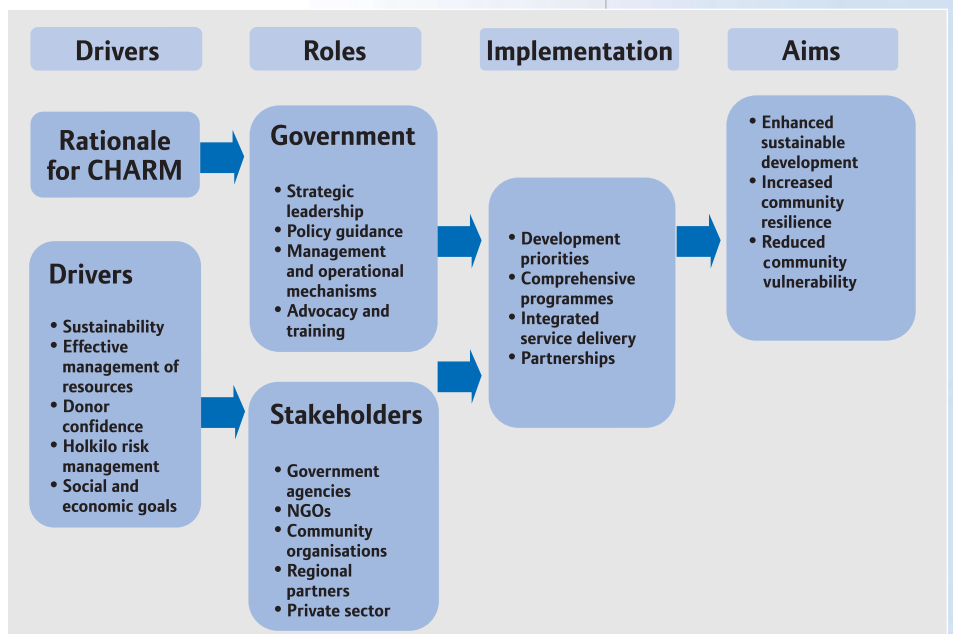 Drivers
Roles
Implementation
Aims
Rationale
for CHARM
Drivers
• Sustainability
• Effective
management of
resources
• Donor
confidence
• Holkilo risk
management
• Social and
economic goals
Government
• Strategic
leadership
• Policy guidance
• Management
and operational
mechanisms
• Advocacy and
training
Stakeholders
• Government
agencies
• NGOs
• Community
organisations
• Regional
partners
• Private sector
• Development
priorities
• Comprehensive
programmes
• Integrated
service delivery
• Partnerships
• Enhanced
sustainable
development
• Increased
community
resilience
• Reduced
community
vulnerability